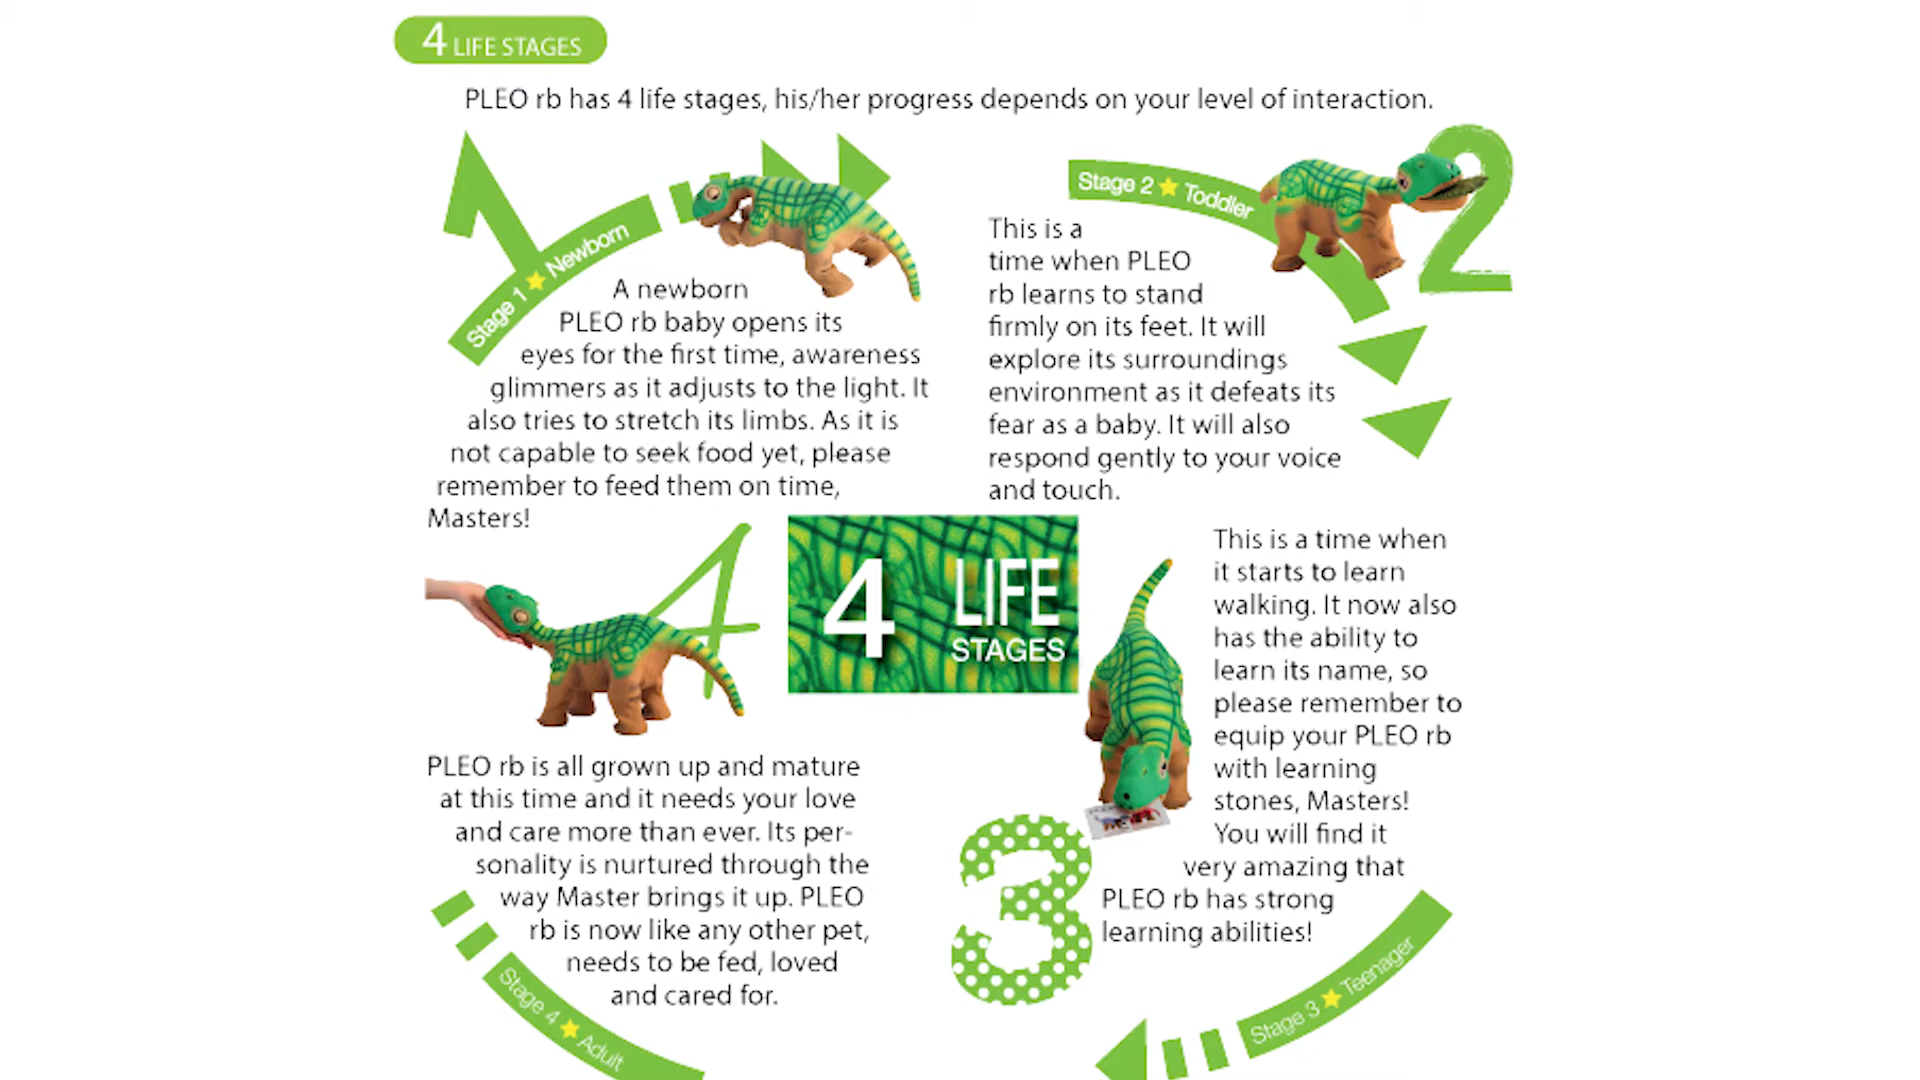 4 LIFE STAGES
PLEO rb has 4 life stages, his/her progress depends on your level of interaction.
1
Stage 1 Newborn
A newborn
PLEO rb baby opens its
eyes for the first time, awareness
glimmers as it adjusts to the light. It
also tries to stretch its limbs. As it is
not capable to seek food yet, please
remember to feed them on time,
Masters!
2
Stage 2 Toddler
This is a
time when PLEO
rb learns to stand
firmly on its feet. It will
explore its surroundings
environment as it defeats its
fear as a baby. It will also
respond gently to your voice
and touch.
4 LIFE
STAGES
This is a time when
it starts to learn
walking. It now also
has the ability to
learn its name, so
please remember to
equip your PLEO rb
with learning
stones, Masters!
You will find it
very amazing that
PLEO rb has strong
learning abilities!
3
Stage 3 Teenager
4
PLEO rb is all grown up and mature
at this time and it needs your love
and care more than ever. Its per-
sonality is nurtured through the
way Master brings it up. PLEO
rb is now like any other pet,
needs to be fed, loved
and cared for.
Stage 4 Adult